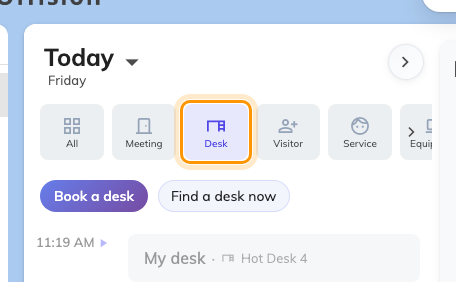 Today
Friday
All
Meeting
Desk
Visitor
Service
Book a desk
Find a desk now
11:19 AM
My desk · Hot Desk 4